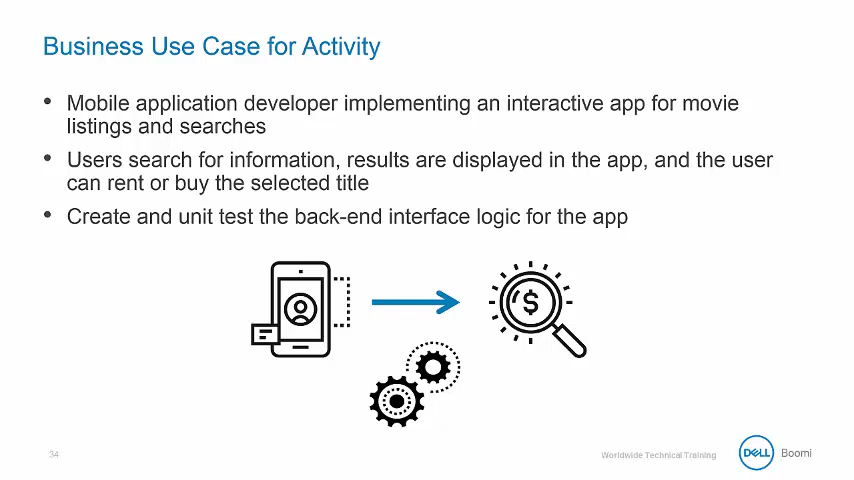 Business Use Case for Activity
• Mobile application developer implementing an interactive app for movie
listings and searches
• Users search for information, results are displayed in the app, and the user
can rent or buy the selected title
• Create and unit test the back-end interface logic for the app
$
34
Worldwide Technical Training
DELL
Boomi